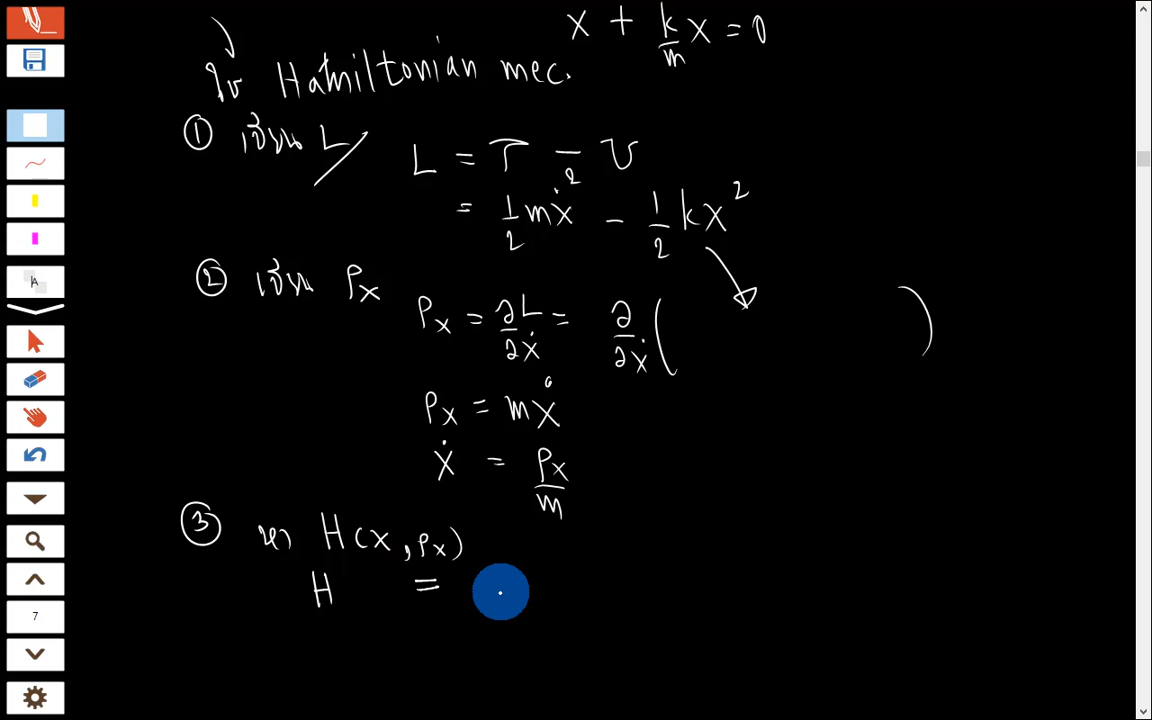 x + k/m x = 0
ใน Hamiltonian mec.
① เขียน L
L = T - V
= 1/2 mẋ² - 1/2 kx²
② เขียน Pₓ
Pₓ = ∂L/∂ẋ = ∂/∂ẋ ( )
Pₓ = mẋ
ẋ = Pₓ/m
③ หา H(x, Pₓ)
H =
A
7